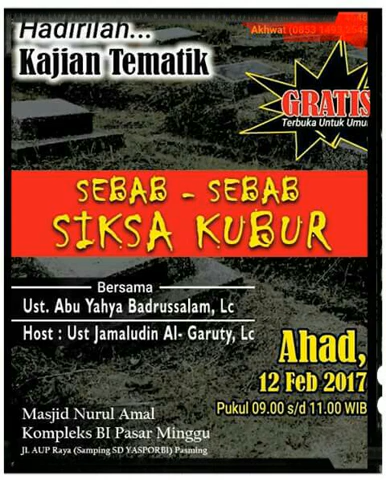 Hadirilah...
Kajian Tematik
Akhwat
GRATIS
Terbuka Untuk Umu
SEBAB - SEBAB
SIKSA KUBUR
Bersama
Ust. Abu Yahya Badrussalam, Lc
Host : Ust Jamaludin Al- Garuty, Lc
Ahad,
12 Feb 2017
Pukul 09.00 s/d 11.00 WIB
Masjid Nurul Amal
Kompleks BI Pasar Minggu
Jl. AUP Raya (Samping SD YASPORBI) Pasming